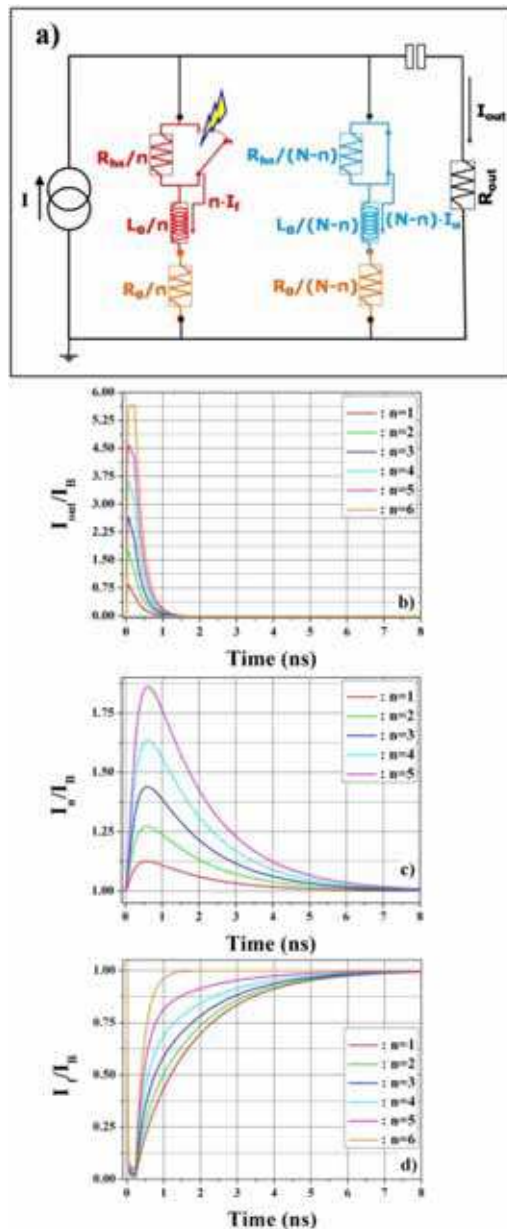 a)
I
R_hs/n
L_0/n
n·I_f
R_0/n
R_hs/(N-n)
L_0/(N-n)
(N-n)·I_u
R_0/(N-n)
I_out
R_out
6.00
5.25
4.50
3.75
3.00
2.25
1.50
0.75
0.00
I_out/I_B
: n=1
: n=2
: n=3
: n=4
: n=5
: n=6
b)
0 1 2 3 4 5 6 7 8
Time (ns)
1.75
1.50
1.25
1.00
I_u/I_B
: n=1
: n=2
: n=3
: n=4
: n=5
c)
0 1 2 3 4 5 6 7 8
Time (ns)
1.00
0.75
0.50
0.25
0.00
I_f/I_B
: n=1
: n=2
: n=3
: n=4
: n=5
: n=6
d)
0 1 2 3 4 5 6 7 8
Time (ns)